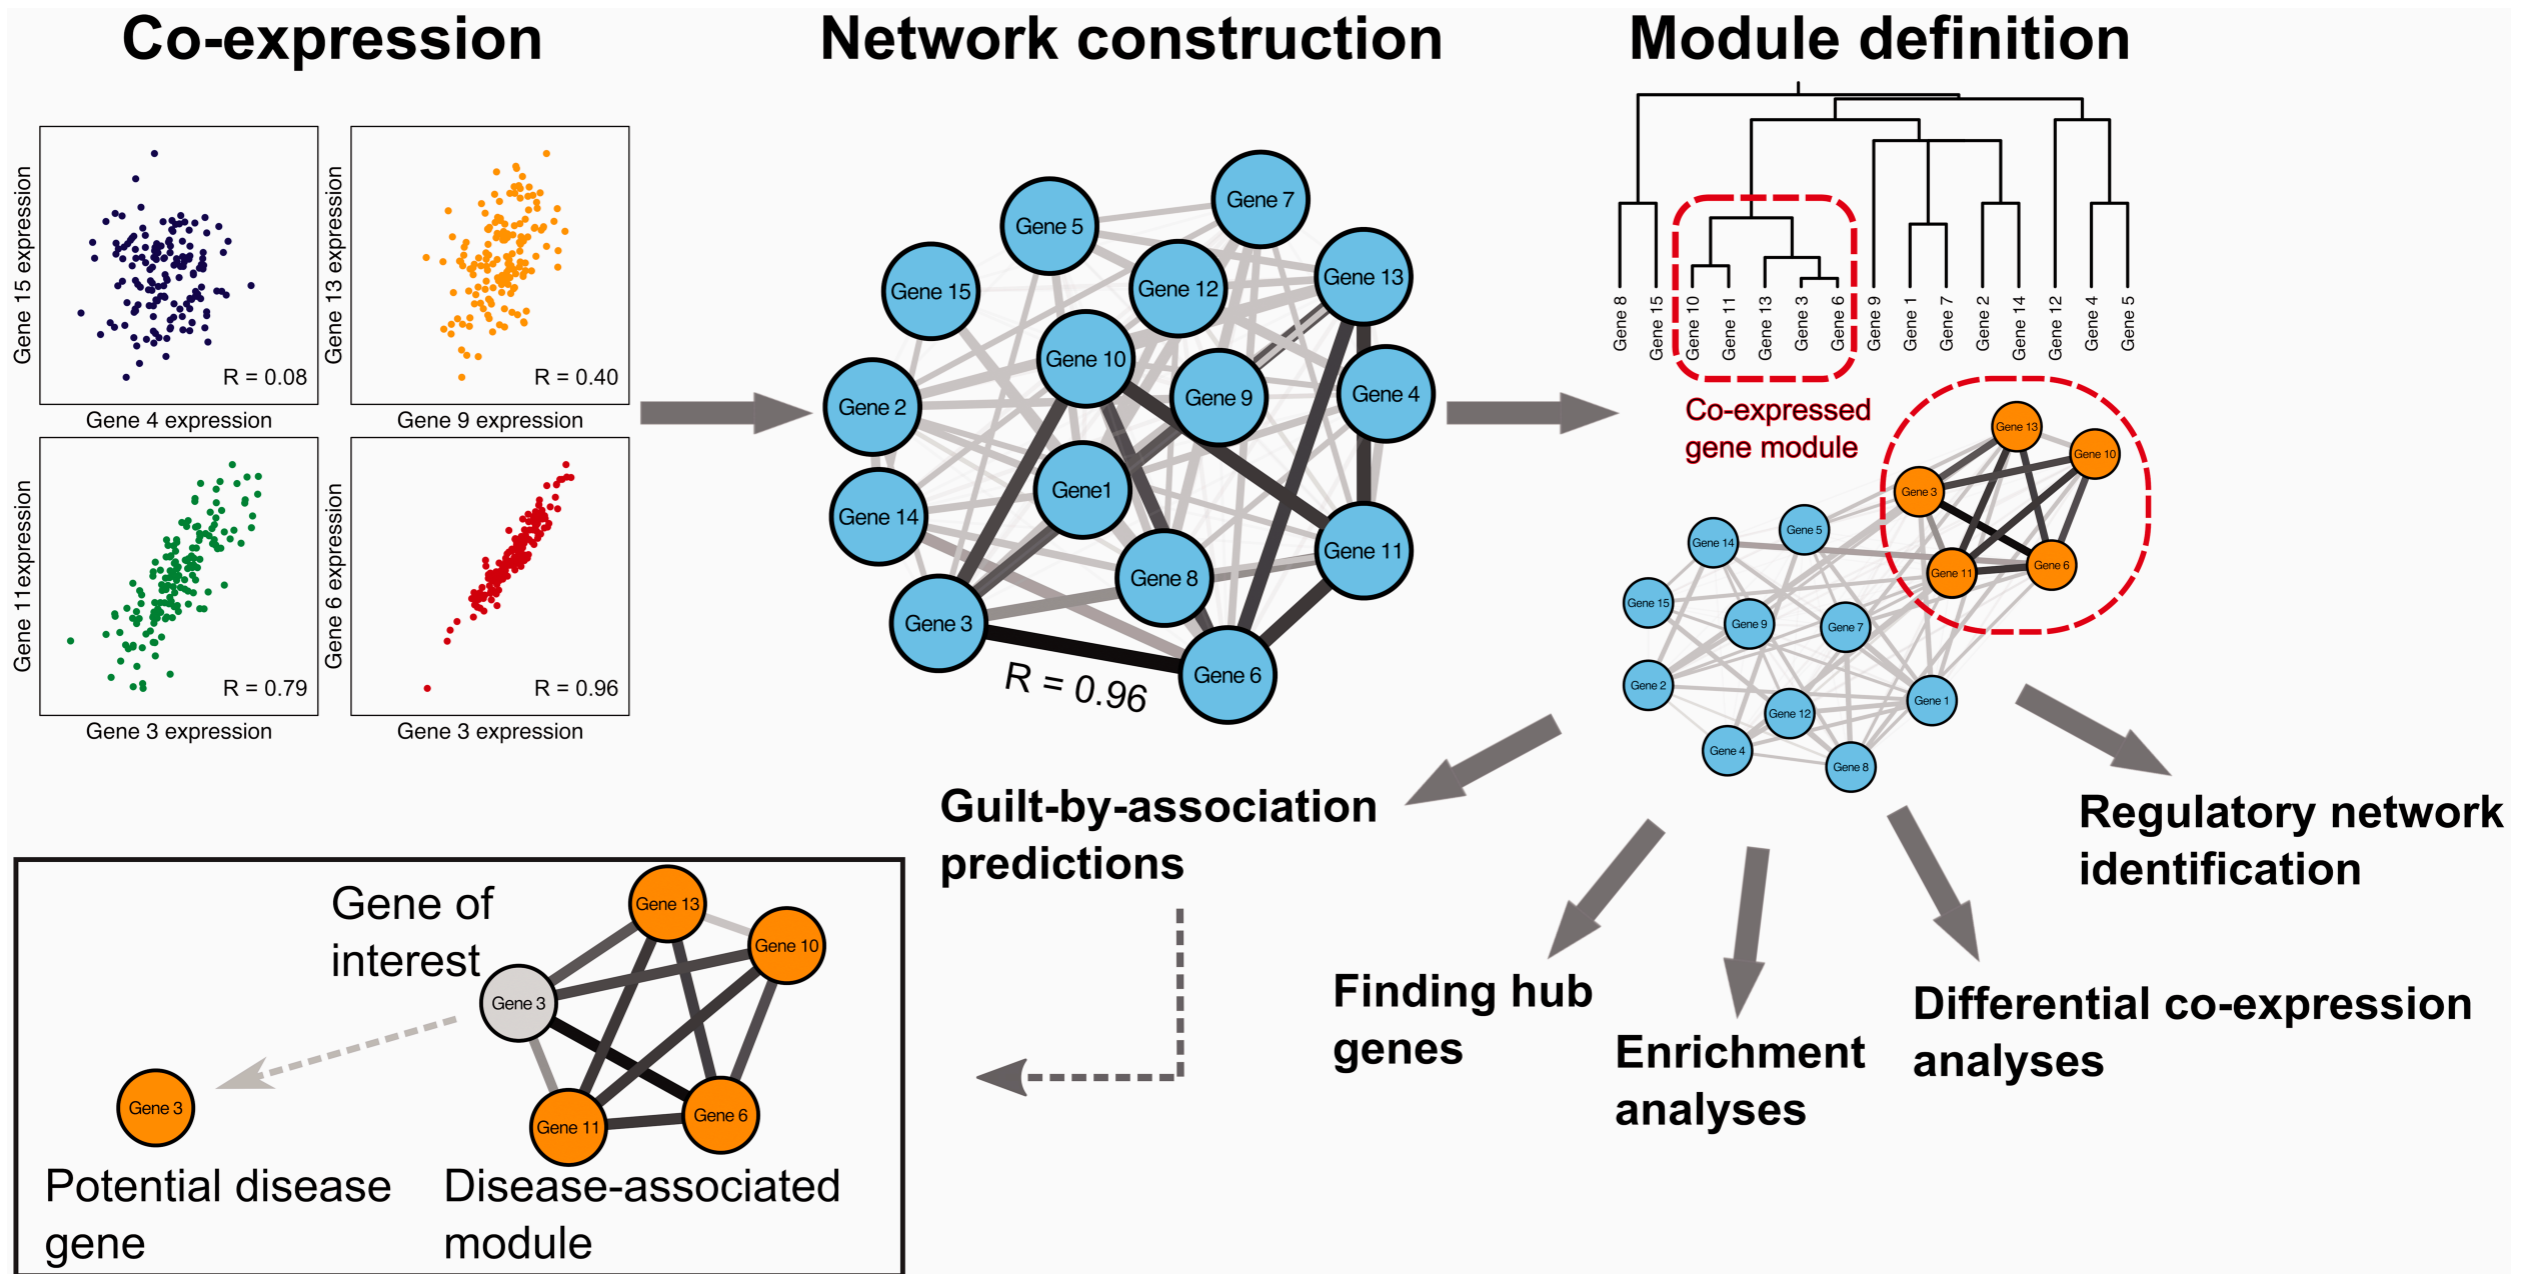 Co-expression
Network construction
Module definition
Gene 15 expression
R = 0.08
Gene 4 expression
Gene 13 expression
R = 0.40
Gene 9 expression
Gene 11expression
R = 0.79
Gene 3 expression
Gene 6 expression
R = 0.96
Gene 3 expression
Gene 7
Gene 5
Gene 13
Gene 12
Gene 15
Gene 10
Gene 4
Gene 9
Gene 2
Gene1
Gene 14
Gene 11
Gene 8
Gene 3
Gene 6
R = 0.96
Gene 8
Gene 15
Gene 10
Gene 11
Gene 13
Gene 3
Gene 6
Gene 9
Gene 1
Gene 7
Gene 2
Gene 14
Gene 12
Gene 4
Gene 5
Co-expressed
gene module
Gene 13
Gene 10
Gene 3
Gene 5
Gene 14
Gene 6
Gene 11
Gene 15
Gene 9
Gene 7
Gene 2
Gene 1
Gene 12
Gene 4
Gene 8
Guilt-by-association
predictions
Finding hub
genes
Enrichment
analyses
Differential co-expression
analyses
Regulatory network
identification
Gene of
interest
Gene 13
Gene 10
Gene 3
Gene 6
Gene 11
Gene 3
Potential disease
gene
Disease-associated
module